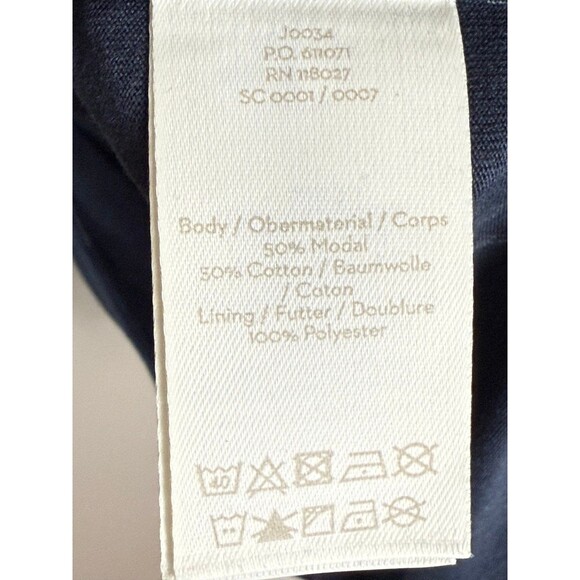 J0034
P.O. 611071
RN 118027
SC 0001 / 0007
Body / Obermaterial / Corps
50% Modal
50% Cotton / Baumwolle
/ Coton
Lining / Futter / Doublure
100% Polyester
40